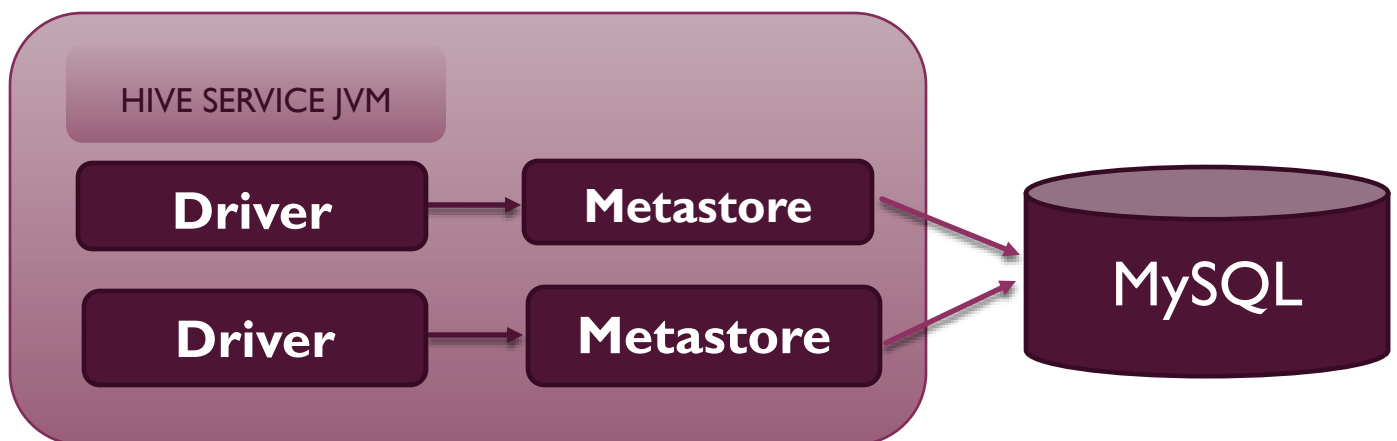 HIVE SERVICE JVM
Driver
Metastore
Driver
Metastore
MySQL